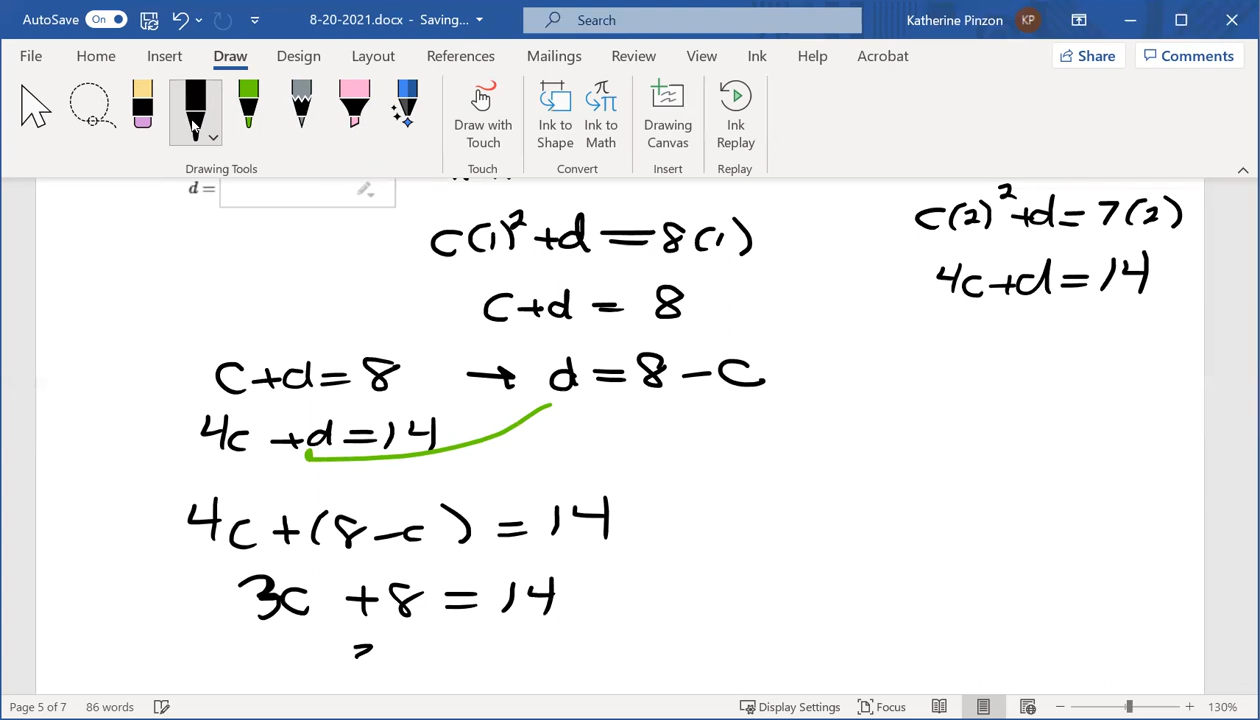 AutoSave On 8-20-2021.docx - Saving... Search Katherine Pinzon KP
File Home Insert Draw Design Layout References Mailings Review View Ink Help Acrobat Share Comments
Draw with Touch
Ink to Shape
Ink to Math
Drawing Canvas
Ink Replay
Drawing Tools Touch Convert Insert Replay
d =
c(1)²+d=8(1)
c+d = 8
c(2)²+d=7(2)
4c+d=14
c+d=8 → d=8-c
4c +d=14
4c+(8-c) = 14
3c +8 = 14
Page 5 of 7 86 words Display Settings Focus 130%